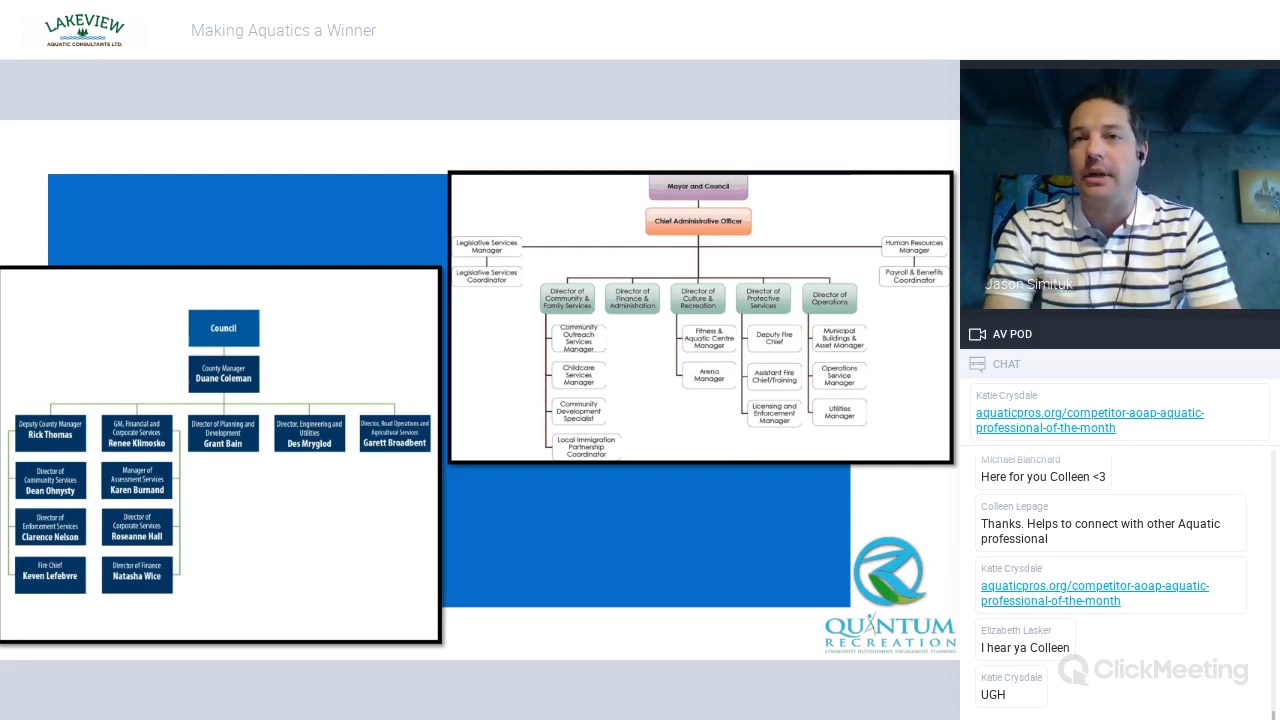 LAKEVIEW
AQUATIC CONSULTANTS LTD.
Making Aquatics a Winner
Mayor and Council
Chief Administrative Officer
Legislative Services
Manager
Legislative Services
Coordinator
Human Resources
Manager
Payroll & Benefits
Coordinator
Director of
Community &
Family Services
Director of
Finance &
Administration
Director of
Culture &
Recreation
Director of
Protective
Services
Director of
Operations
Community
Outreach
Services
Manager
Childcare
Services
Manager
Community
Development
Specialist
Local Immigration
Partnership
Coordinator
Fitness &
Aquatic Centre
Manager
Arena
Manager
Deputy Fire
Chief
Assistant Fire
Chief/Training
Licensing and
Enforcement
Manager
Municipal
Buildings &
Asset Manager
Operations
Service
Manager
Utilities
Manager
Council
County Manager
Duane Coleman
Deputy County Manager
Rick Thomas
GM, Financial and
Corporate Services
Renee Klimosko
Director of Planning and
Development
Grant Bain
Director, Engineering and
Utilities
Des Mryglod
Director, Road Operations and
Agricultural Services
Garett Broadbent
Director of
Community Services
Dean Ohnysty
Manager of
Assessment Services
Karen Burnand
Director of
Enforcement Services
Clarence Nelson
Director of
Corporate Services
Roseanne Hall
Fire Chief
Keven Lefebvre
Director of Finance
Natasha Wice
QUANTUM
RECREATION
COMMUNITY DEVELOPMENT, ENGAGEMENT, PLANNING
Jason Simituk
AV POD
CHAT
Katie Crysdale
aquaticpros.org/competitor-aoap-aquatic-
professional-of-the-month
Michael Blanchard
Here for you Colleen <3
Colleen Lepage
Thanks. Helps to connect with other Aquatic
professional
Katie Crysdale
aquaticpros.org/competitor-aoap-aquatic-
professional-of-the-month
Elizabeth Lasker
I hear ya Colleen
Katie Crysdale
UGH
ClickMeeting